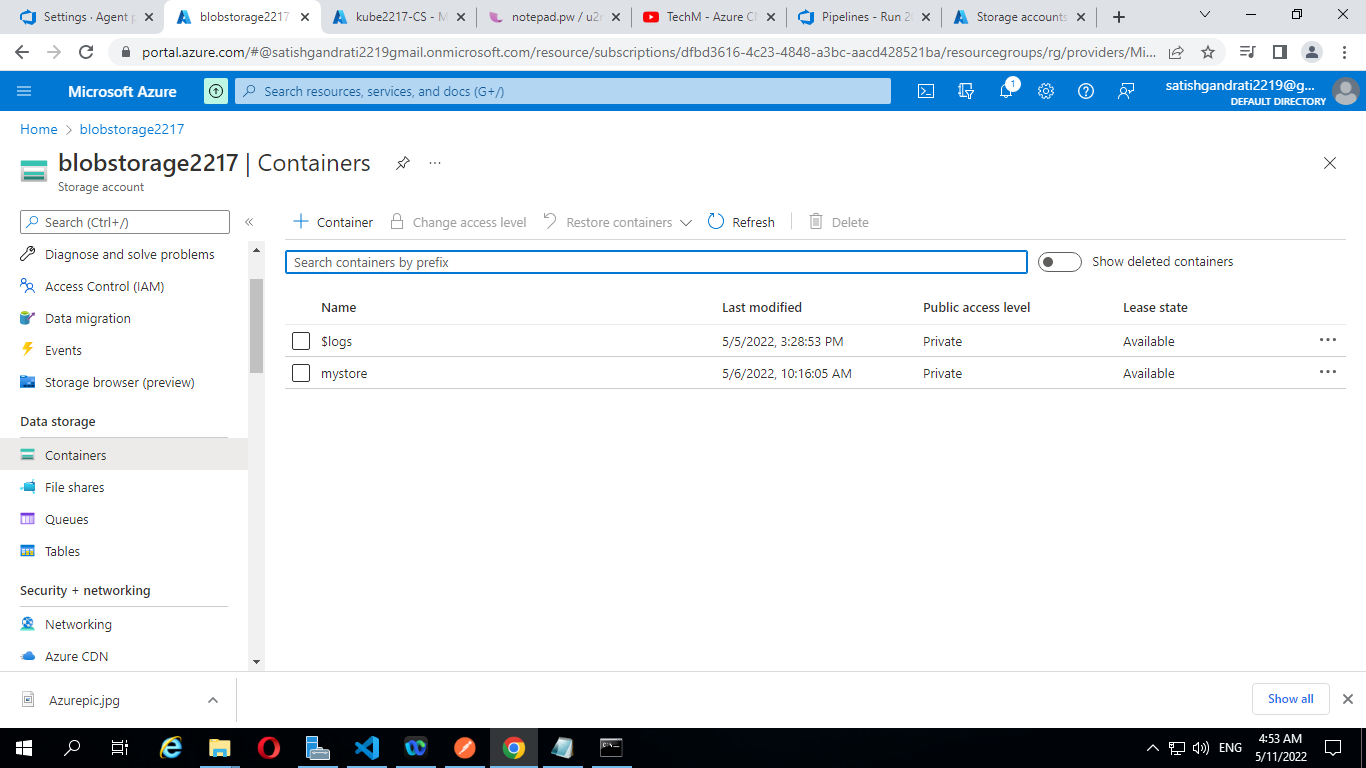 Settings · Agent p
blobstorage2217
kube2217-CS - M
notepad.pw / u2
TechM - Azure Cl
Pipelines - Run 2
Storage accounts
portal.azure.com/#@satishgandrati2219gmail.onmicrosoft.com/resource/subscriptions/dfbd3616-4c23-4848-a3bc-aacd428521ba/resourcegroups/rg/providers/Mi...
Microsoft Azure
Search resources, services, and docs (G+/)
1
satishgandrati2219@g...
DEFAULT DIRECTORY
Home > blobstorage2217
blobstorage2217 | Containers
Storage account
Search (Ctrl+/)
Container
Change access level
Restore containers
Refresh
Delete
Diagnose and solve problems
Access Control (IAM)
Data migration
Events
Storage browser (preview)
Data storage
Containers
File shares
Queues
Tables
Security + networking
Networking
Azure CDN
Search containers by prefix
Show deleted containers
Name Last modified Public access level Lease state
$logs 5/5/2022, 3:28:53 PM Private Available
mystore 5/6/2022, 10:16:05 AM Private Available
Azurepic.jpg
Show all
ENG
4:53 AM
5/11/2022